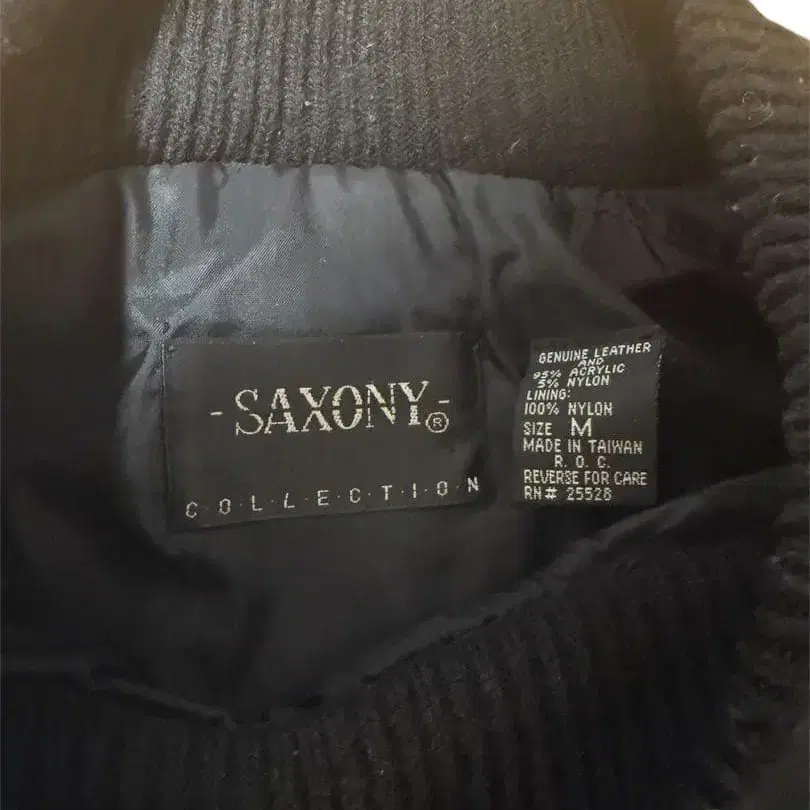 - SAXONY ® -
C·O·L·L·E·C·T·I·O·N
GENUINE LEATHER
AND
95% ACRYLIC
5% NYLON
LINING:
100% NYLON
SIZE M
MADE IN TAIWAN
R. O. C.
REVERSE FOR CARE
RN# 25528